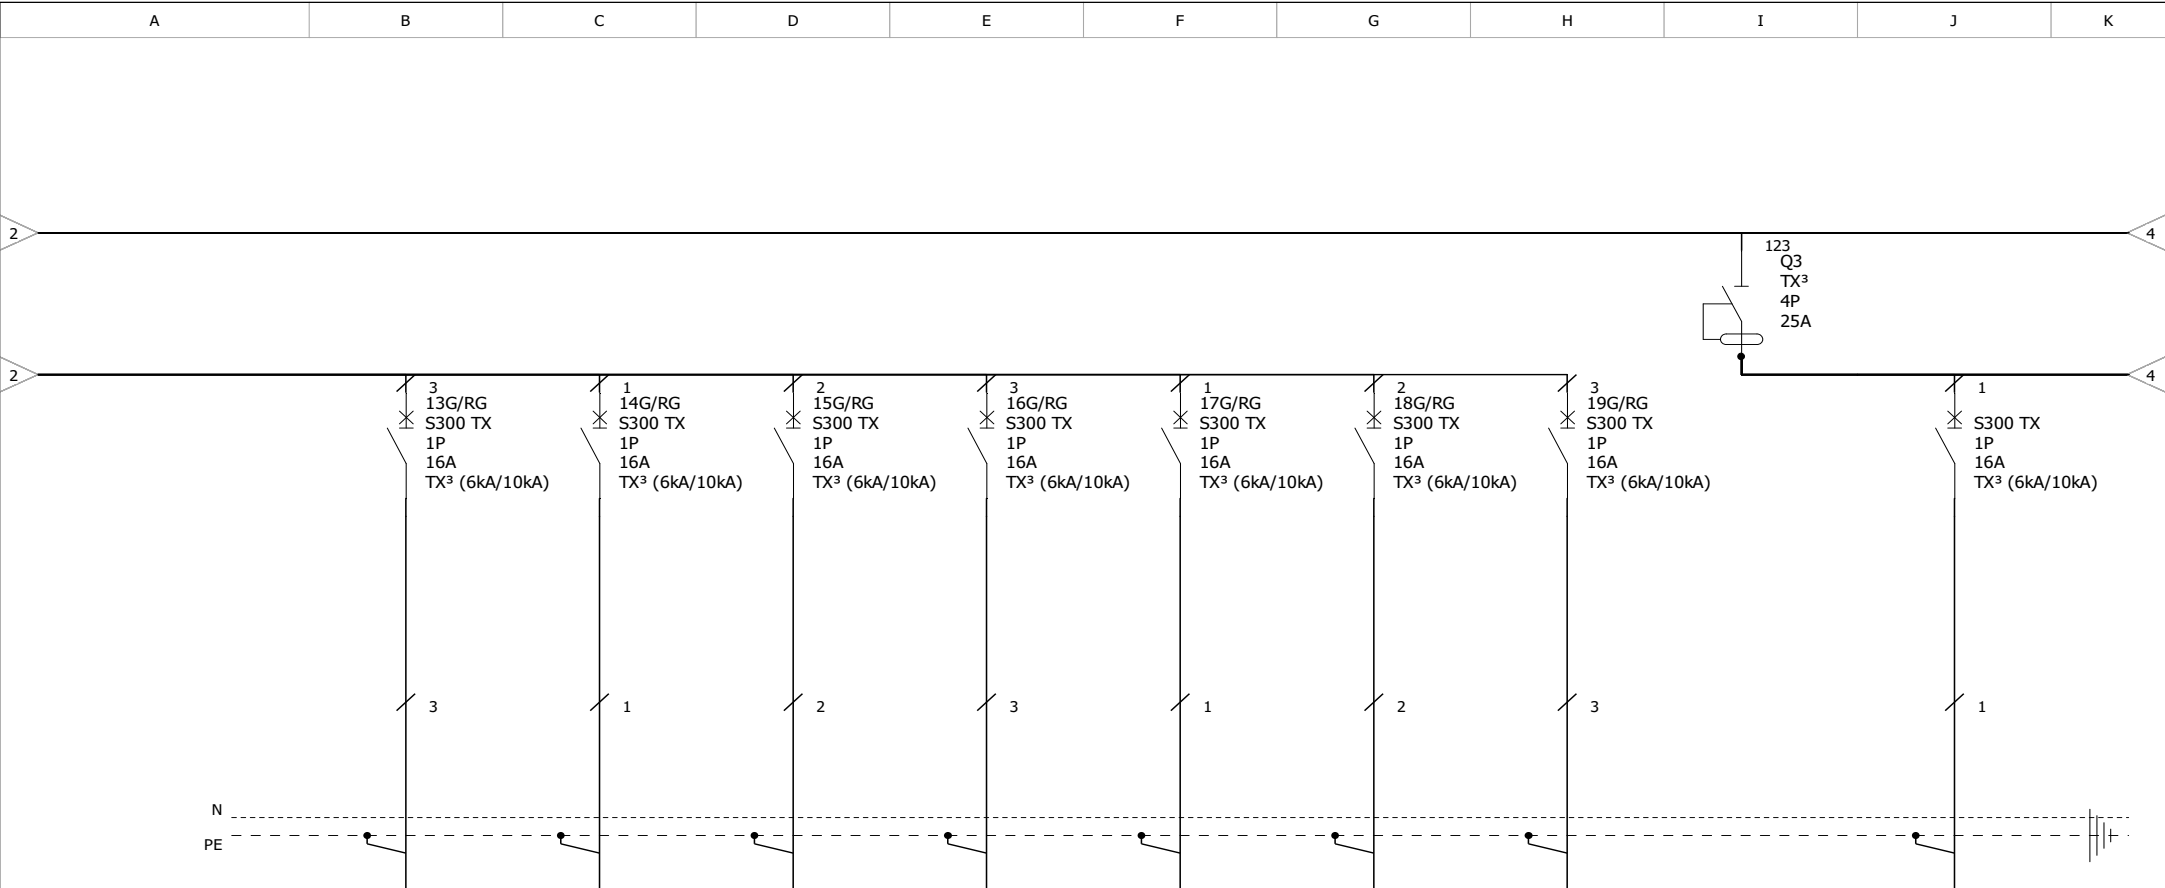 A B C D E F G H I J K
2 4
123
Q3
TX³
4P
25A
2 4
3 1 2 3 1 2 3 1
13G/RG 14G/RG 15G/RG 16G/RG 17G/RG 18G/RG 19G/RG
S300 TX S300 TX S300 TX S300 TX S300 TX S300 TX S300 TX S300 TX
1P 1P 1P 1P 1P 1P 1P 1P
16A 16A 16A 16A 16A 16A 16A 16A
TX³ (6kA/10kA) TX³ (6kA/10kA) TX³ (6kA/10kA) TX³ (6kA/10kA) TX³ (6kA/10kA) TX³ (6kA/10kA) TX³ (6kA/10kA) TX³ (6kA/10kA)
3 1 2 3 1 2 3 1
N
PE